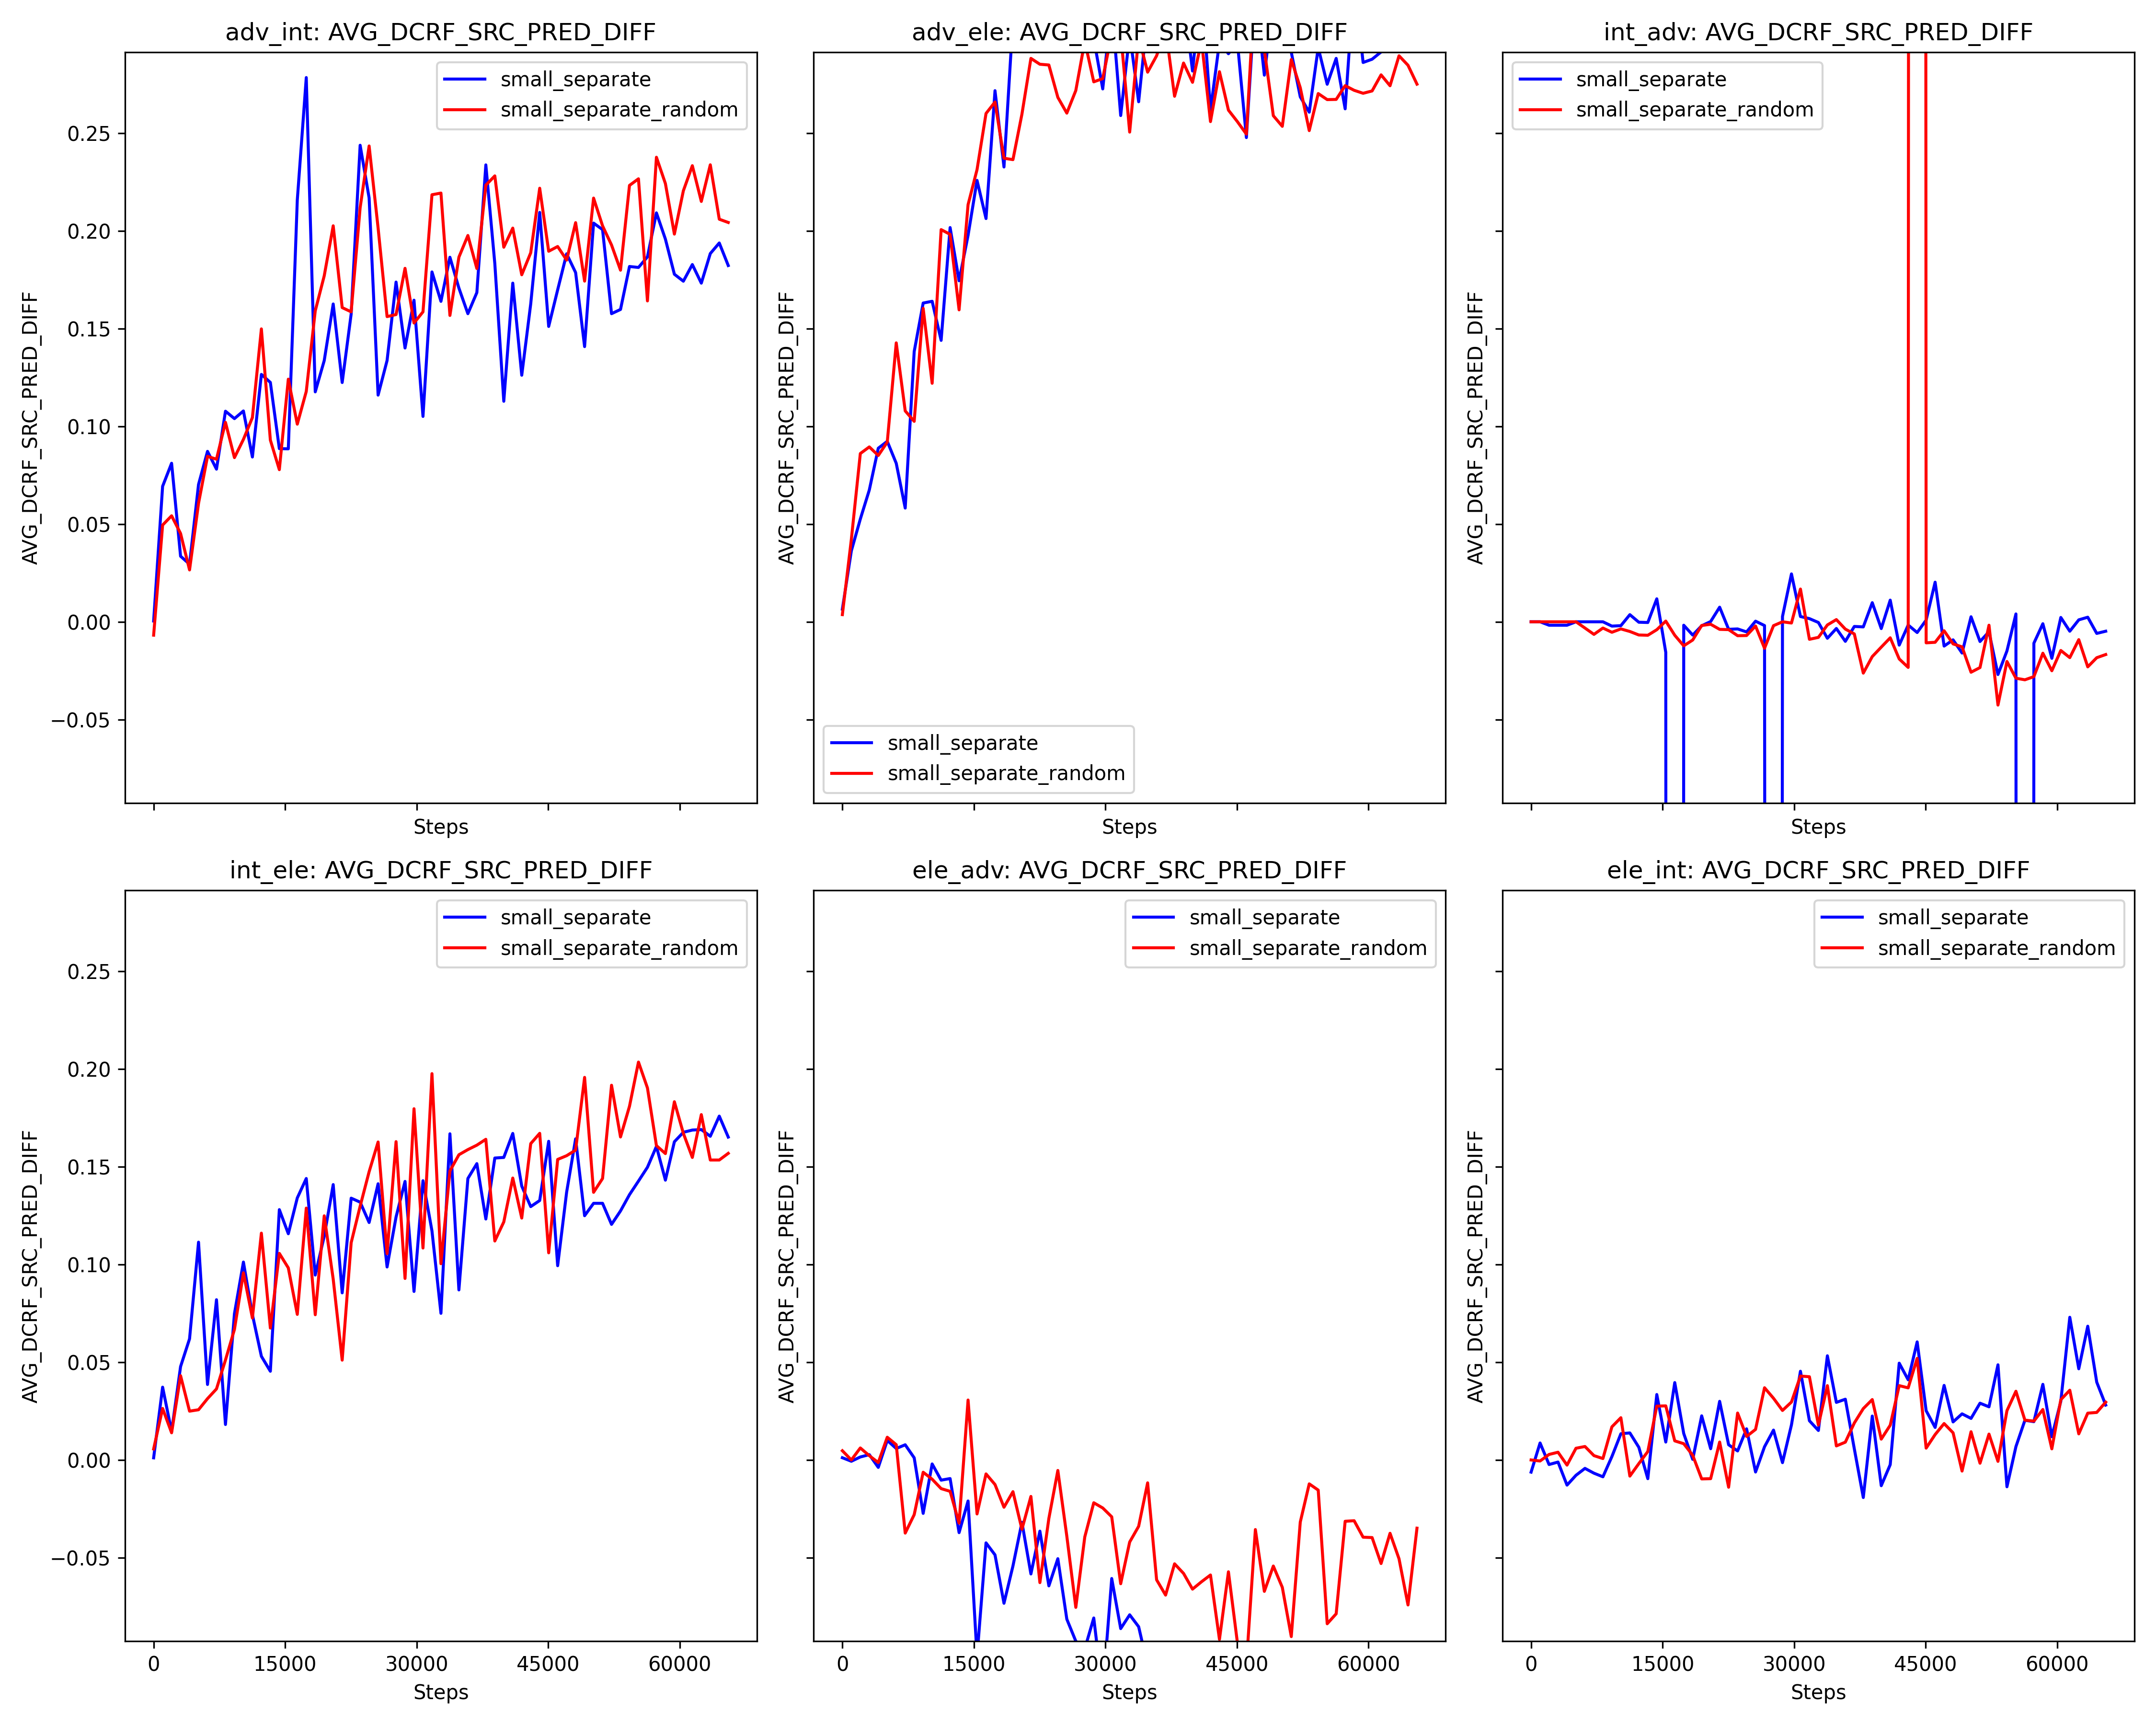 adv_int: AVG_DCRF_SRC_PRED_DIFF
small_separate
small_separate_random
AVG_DCRF_SRC_PRED_DIFF
0.25
0.20
0.15
0.10
0.05
0.00
−0.05
Steps
adv_ele: AVG_DCRF_SRC_PRED_DIFF
AVG_DCRF_SRC_PRED_DIFF
small_separate
small_separate_random
Steps
int_adv: AVG_DCRF_SRC_PRED_DIFF
small_separate
small_separate_random
AVG_DCRF_SRC_PRED_DIFF
Steps
int_ele: AVG_DCRF_SRC_PRED_DIFF
small_separate
small_separate_random
AVG_DCRF_SRC_PRED_DIFF
0.25
0.20
0.15
0.10
0.05
0.00
−0.05
0 15000 30000 45000 60000
Steps
ele_adv: AVG_DCRF_SRC_PRED_DIFF
small_separate
small_separate_random
AVG_DCRF_SRC_PRED_DIFF
0 15000 30000 45000 60000
Steps
ele_int: AVG_DCRF_SRC_PRED_DIFF
small_separate
small_separate_random
AVG_DCRF_SRC_PRED_DIFF
0 15000 30000 45000 60000
Steps